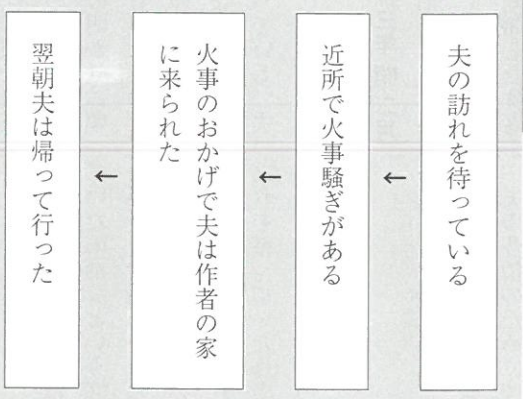 夫の訪れを待っている
←
近所で火事騒ぎがある
←
火事のおかげで夫は作者の家
に来られた
←
翌朝夫は帰って行った